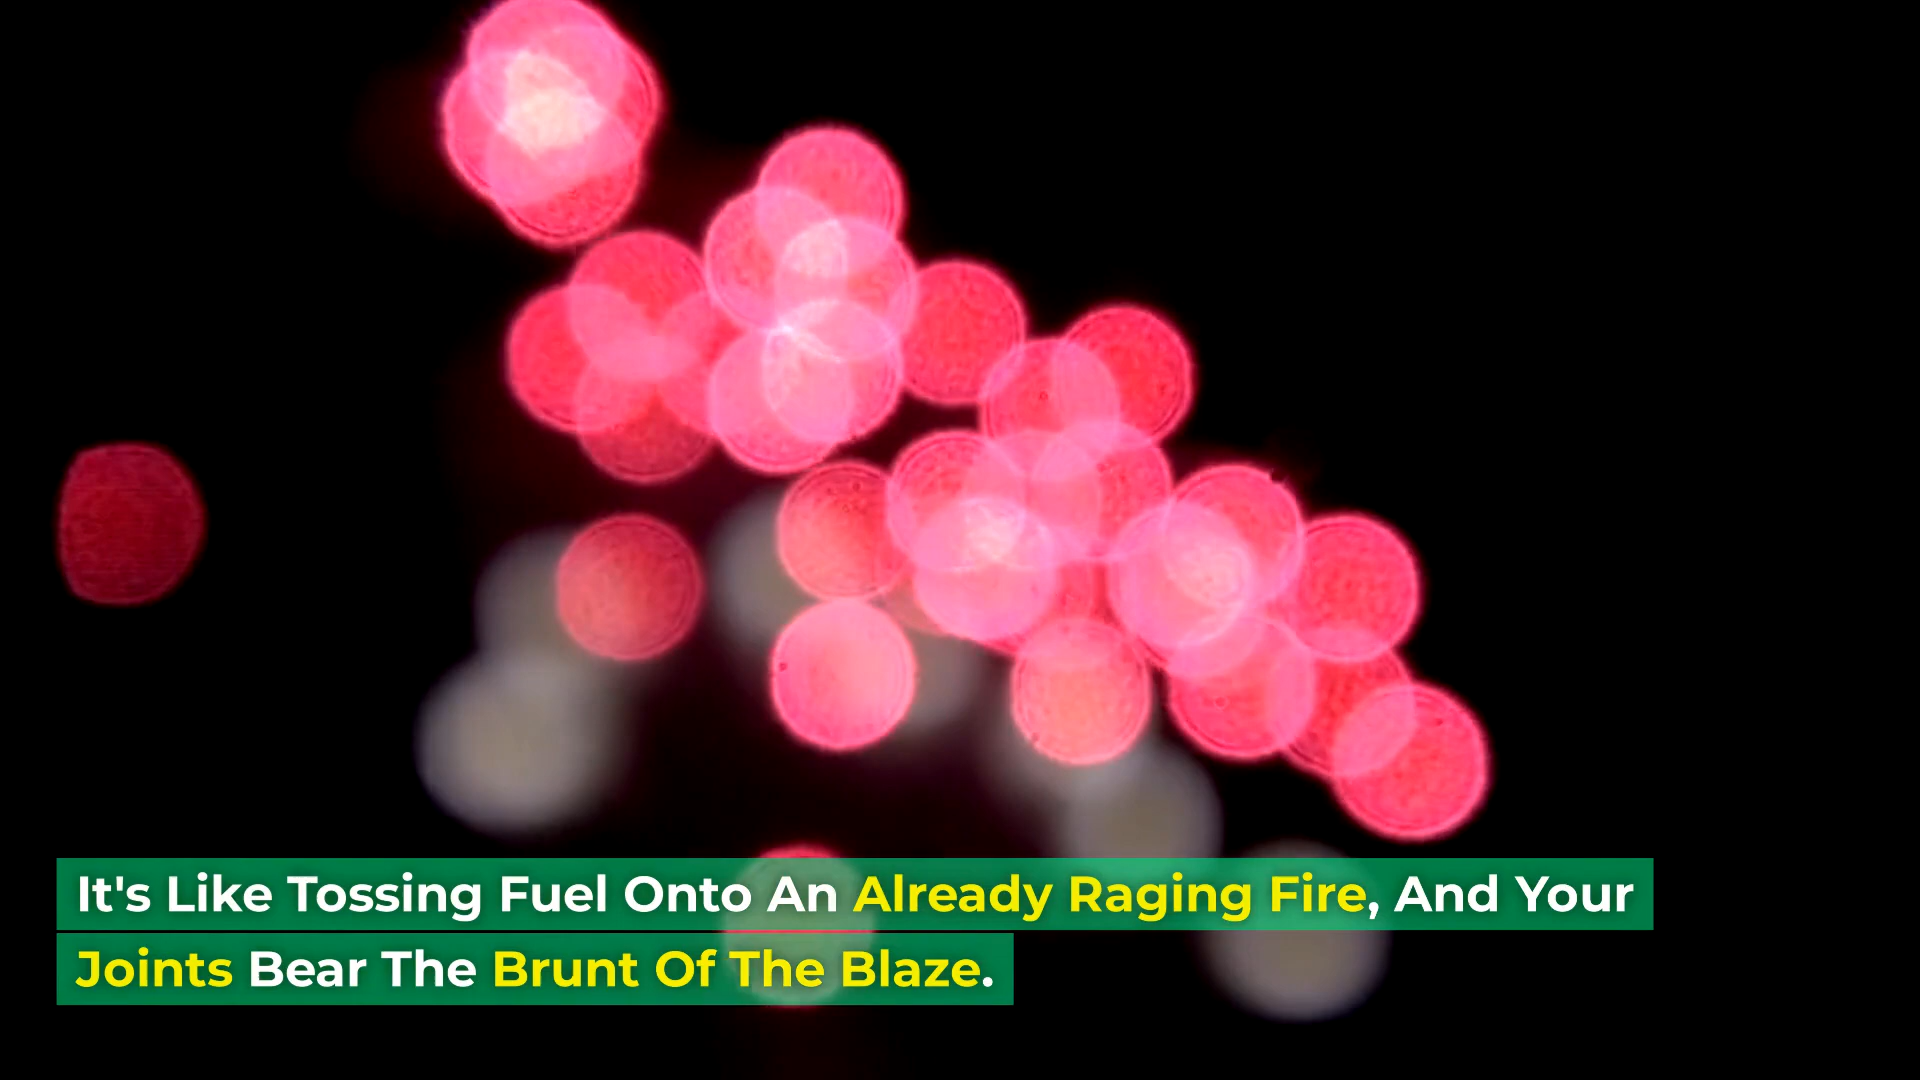 It's Like Tossing Fuel Onto An Already Raging Fire, And Your
Joints Bear The Brunt Of The Blaze.